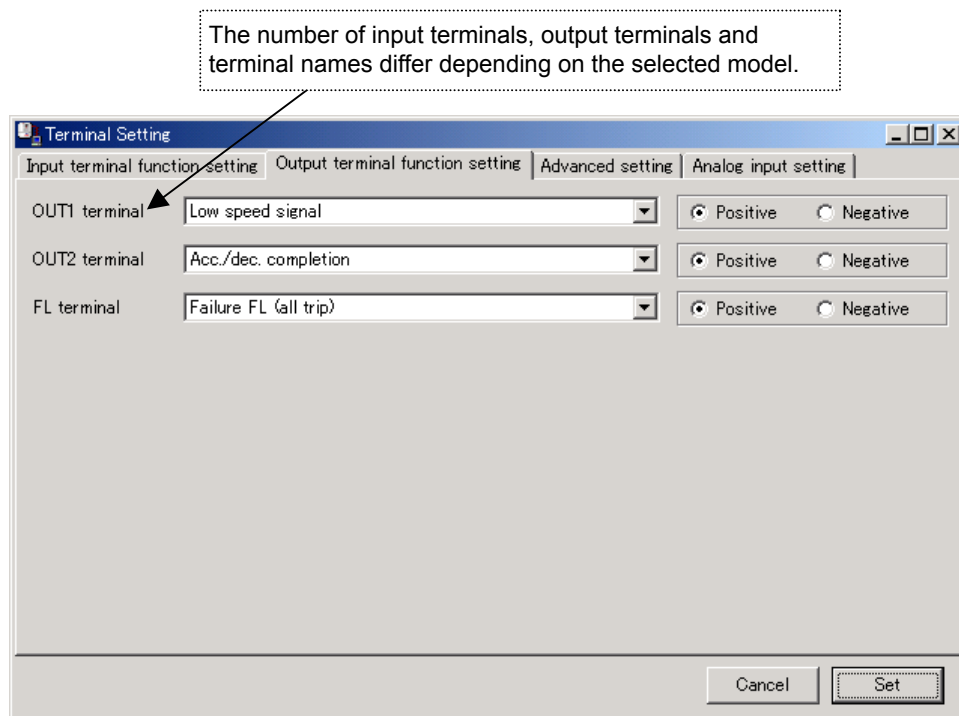 The number of input terminals, output terminals and
terminal names differ depending on the selected model.
Terminal Setting
Input terminal function setting Output terminal function setting Advanced setting Analog input setting
OUT1 terminal Low speed signal Positive Negative
OUT2 terminal Acc./dec. completion Positive Negative
FL terminal Failure FL (all trip) Positive Negative
Cancel Set